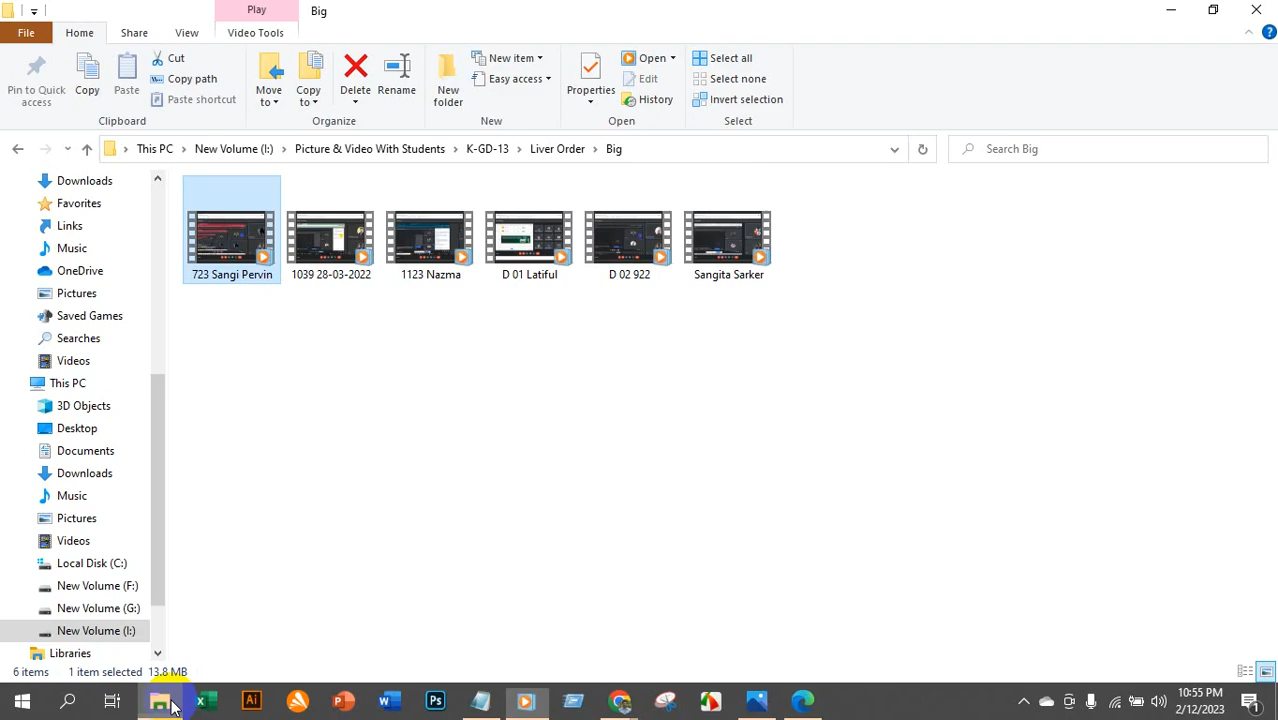 Play
Big
File
Home
Share
View
Video Tools
Pin to Quick access
Copy
Paste
Cut
Copy path
Paste shortcut
Clipboard
Move to
Copy to
Delete
Rename
Organize
New folder
New item
Easy access
New
Properties
Open
Edit
History
Open
Select all
Select none
Invert selection
Select
This PC
New Volume (I:)
Picture & Video With Students
K-GD-13
Liver Order
Big
Search Big
Downloads
Favorites
Links
Music
OneDrive
Pictures
Saved Games
Searches
Videos
This PC
3D Objects
Desktop
Documents
Downloads
Music
Pictures
Videos
Local Disk (C:)
New Volume (F:)
New Volume (G:)
New Volume (I:)
Libraries
723 Sangi Pervin
1039 28-03-2022
1123 Nazma
D 01 Latiful
D 02 922
Sangita Sarker
6 items
1 item selected
13.8 MB
Ai
Ps
10:55 PM
2/12/2023
1